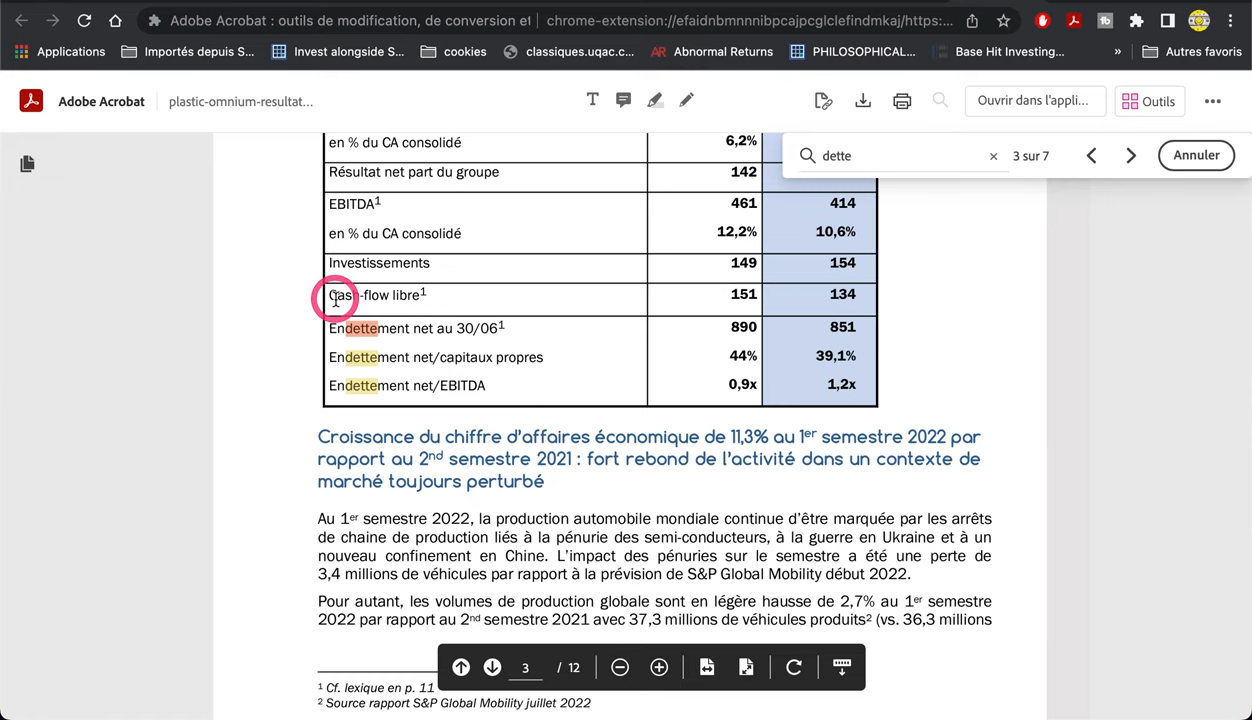 Adobe Acrobat : outils de modification, de conversion et
chrome-extension://efaidnbmnnnibpcajpcglclefindmkaj/https:...
Applications
Importés depuis S...
Invest alongside S...
cookies
classiques.uqac.c...
AR Abnormal Returns
PHILOSOPHICAL...
Base Hit Investing...
»
Autres favoris
Adobe Acrobat
plastic-omnium-resultat...
Ouvrir dans l'appli...
Outils
dette
3 sur 7
Annuler
en % du CA consolidé 6,2%
Résultat net part du groupe 142
EBITDA1 461 414
en % du CA consolidé 12,2% 10,6%
Investissements 149 154
Cash-flow libre1 151 134
Endettement net au 30/061 890 851
Endettement net/capitaux propres 44% 39,1%
Endettement net/EBITDA 0,9x 1,2x
Croissance du chiffre d'affaires économique de 11,3% au 1er semestre 2022 par
rapport au 2nd semestre 2021 : fort rebond de l'activité dans un contexte de
marché toujours perturbé
Au 1er semestre 2022, la production automobile mondiale continue d'être marquée par les arrêts
de chaine de production liés à la pénurie des semi-conducteurs, à la guerre en Ukraine et à un
nouveau confinement en Chine. L'impact des pénuries sur le semestre a été une perte de
3,4 millions de véhicules par rapport à la prévision de S&P Global Mobility début 2022.
Pour autant, les volumes de production globale sont en légère hausse de 2,7% au 1er semestre
2022 par rapport au 2nd semestre 2021 avec 37,3 millions de véhicules produits2 (vs. 36,3 millions
1 Cf. lexique en p. 11
2 Source rapport S&P Global Mobility juillet 2022
3 / 12